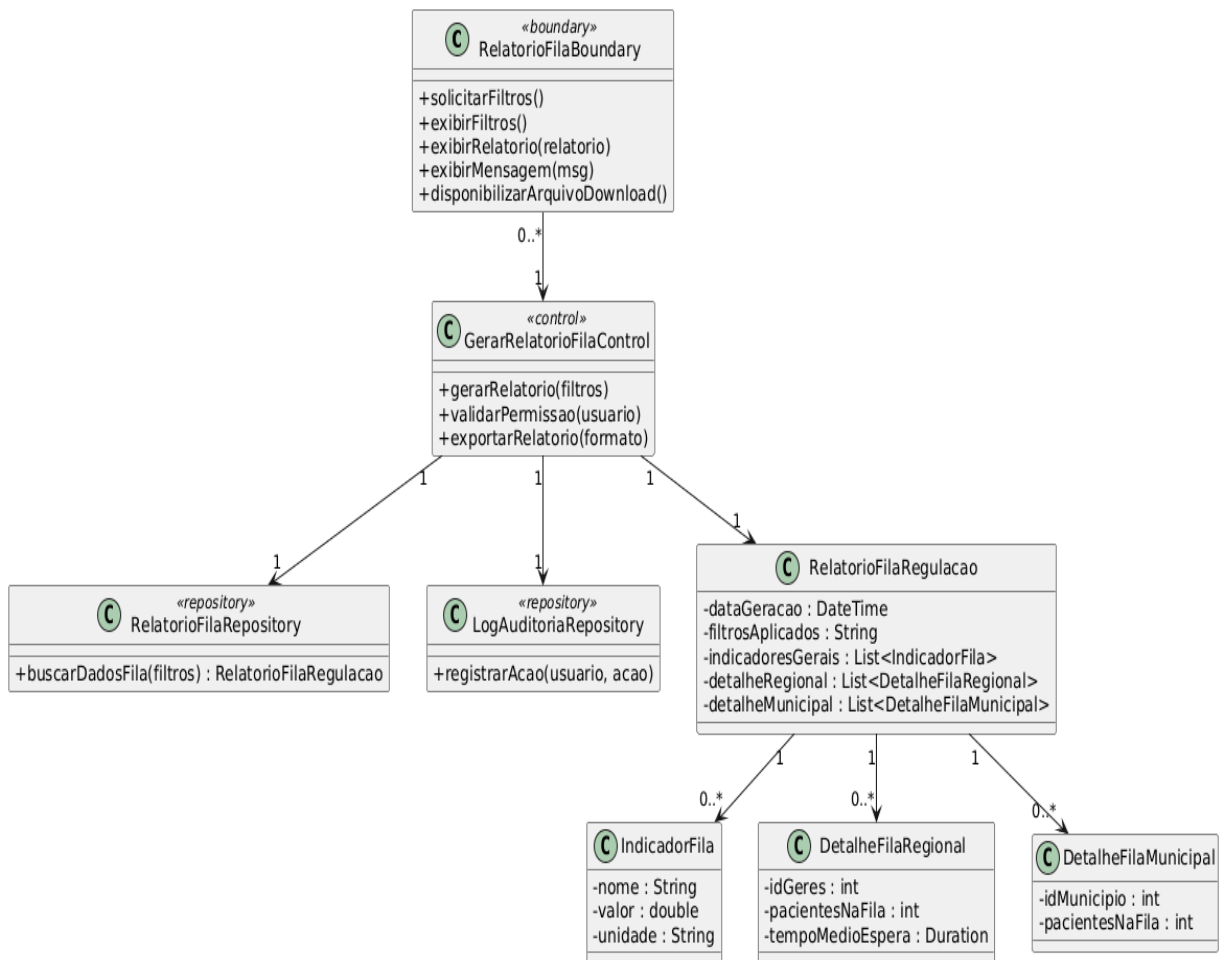 C
«boundary»
RelatorioFilaBoundary
+solicitarFiltros()
+exibirFiltros()
+exibirRelatorio(relatorio)
+exibirMensagem(msg)
+disponibilizarArquivoDownload()
0..*
1
C
«control»
GerarRelatorioFilaControl
+gerarRelatorio(filtros)
+validarPermissao(usuario)
+exportarRelatorio(formato)
1
1
1
1
1
1
C
«repository»
RelatorioFilaRepository
+buscarDadosFila(filtros) : RelatorioFilaRegulacao
C
«repository»
LogAuditoriaRepository
+registrarAcao(usuario, acao)
C
RelatorioFilaRegulacao
-dataGeracao : DateTime
-filtrosAplicados : String
-indicadoresGerais : List<IndicadorFila>
-detalheRegional : List<DetalheFilaRegional>
-detalheMunicipal : List<DetalheFilaMunicipal>
1
1
1
0..*
0..*
0..*
C
IndicadorFila
-nome : String
-valor : double
-unidade : String
C
DetalheFilaRegional
-idGeres : int
-pacientesNaFila : int
-tempoMedioEspera : Duration
C
DetalheFilaMunicipal
-idMunicipio : int
-pacientesNaFila : int